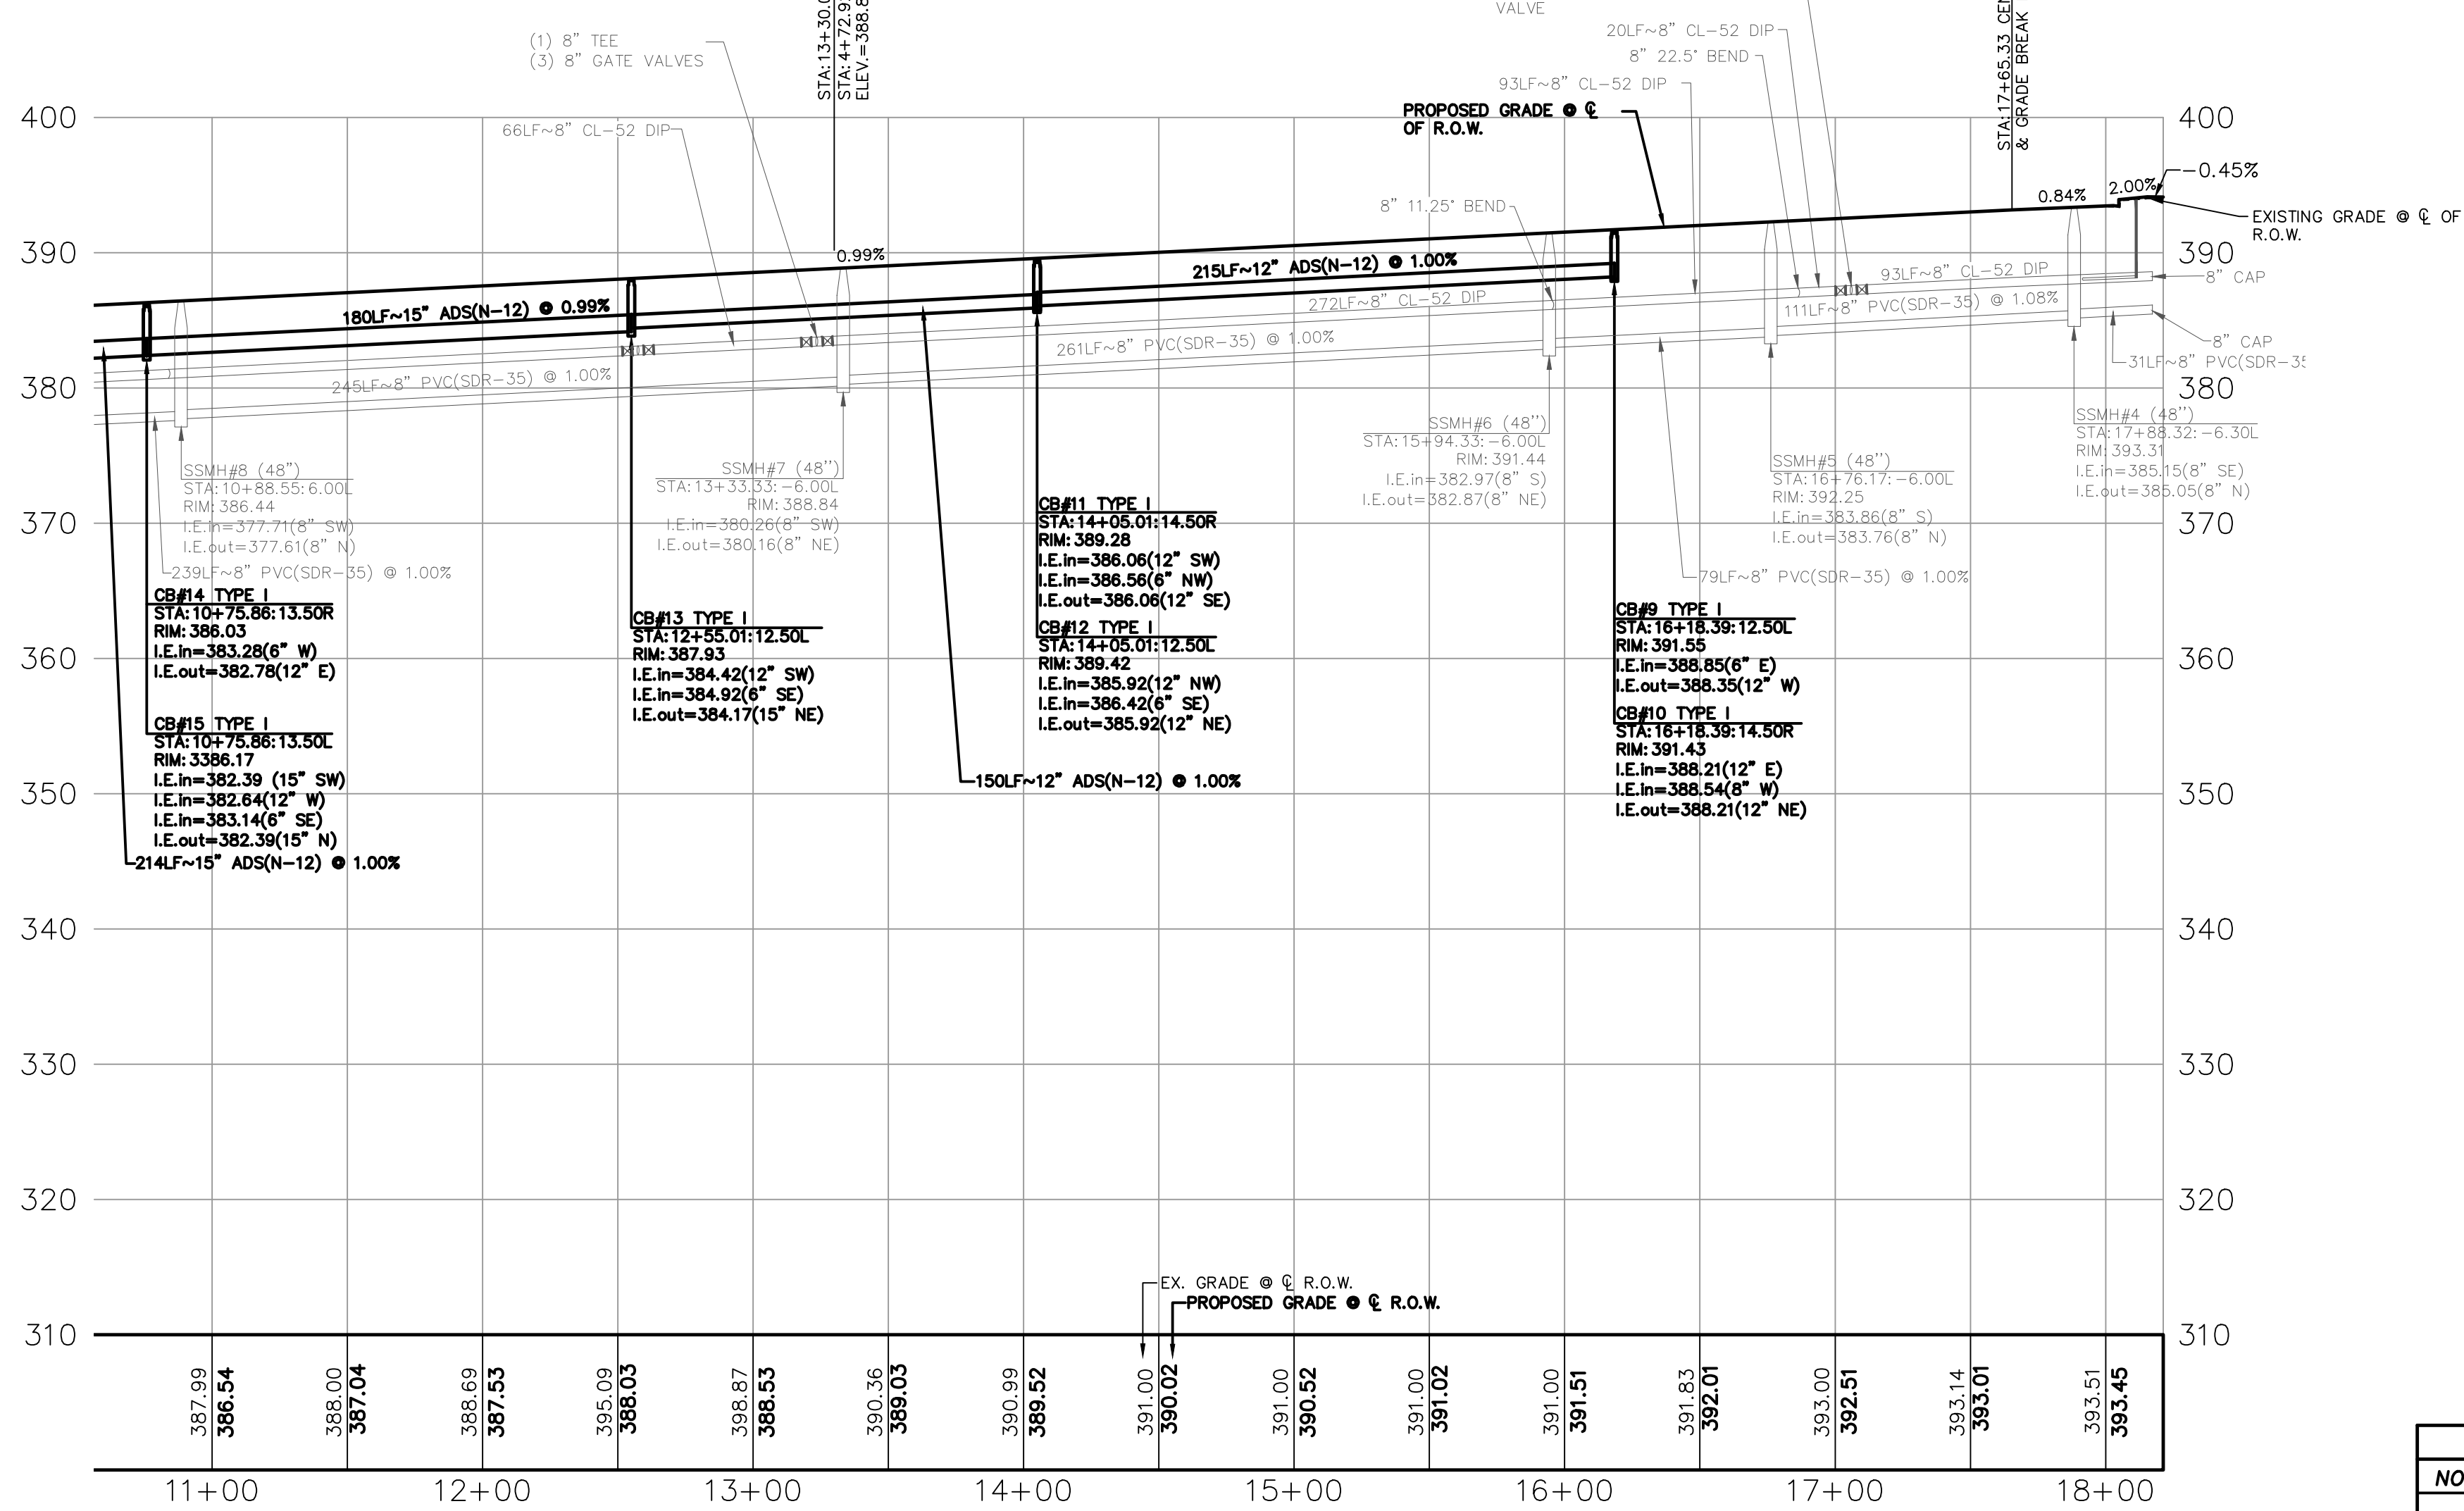 VALVE
(1) 8" TEE
(3) 8" GATE VALVES
66LF~8" CL-52 DIP
20LF~8" CL-52 DIP
8" 22.5° BEND
93LF~8" CL-52 DIP
PROPOSED GRADE @ ℄
OF R.O.W.
8" 11.25° BEND
& GRADE BREAK
400
390
380
370
360
350
340
330
320
310
400
390
380
370
360
350
340
330
320
310
0.99%
0.84%
2.00%
-0.45%
EXISTING GRADE @ ℄ OF
R.O.W.
8" CAP
8" CAP
180LF~15" ADS(N-12) @ 0.99%
215LF~12" ADS(N-12) @ 1.00%
272LF~8" CL-52 DIP
93LF~8" CL-52 DIP
111LF~8" PVC(SDR-35) @ 1.08%
261LF~8" PVC(SDR-35) @ 1.00%
245LF~8" PVC(SDR-35) @ 1.00%
SSMH#8 (48'')
STA:10+88.55:6.00L
RIM:386.44
I.E.in=377.71(8" SW)
I.E.out=377.61(8" N)
239LF~8" PVC(SDR-35) @ 1.00%
SSMH#7 (48'')
STA:13+33.33:-6.00L
RIM:388.84
I.E.in=380.26(8" SW)
I.E.out=380.16(8" NE)
SSMH#6 (48'')
STA:15+94.33:-6.00L
RIM:391.44
I.E.in=382.97(8" S)
I.E.out=382.87(8" NE)
SSMH#5 (48'')
STA:16+76.17:-6.00L
RIM:392.25
I.E.in=383.86(8" S)
I.E.out=383.76(8" N)
79LF~8" PVC(SDR-35) @ 1.00%
SSMH#4 (48'')
STA:17+88.32:-6.30L
RIM:393.31
I.E.in=385.15(8" SE)
I.E.out=385.05(8" N)
CB#14 TYPE I
STA:10+75.86:13.50R
RIM:386.03
I.E.in=383.28(6" W)
I.E.out=382.78(12" E)
CB#15 TYPE I
STA:10+75.86:13.50L
RIM:3386.17
I.E.in=382.39 (15" SW)
I.E.in=382.64(12" W)
I.E.in=383.14(6" SE)
I.E.out=382.39(15" N)
214LF~15" ADS(N-12) @ 1.00%
CB#13 TYPE I
STA:12+55.01:12.50L
RIM:387.93
I.E.in=384.42(12" SW)
I.E.in=384.92(6" SE)
I.E.out=384.17(15" NE)
CB#11 TYPE I
STA:14+05.01:14.50R
RIM:389.28
I.E.in=386.06(12" SW)
I.E.in=386.56(6" NW)
I.E.out=386.06(12" SE)
CB#12 TYPE I
STA:14+05.01:12.50L
RIM:389.42
I.E.in=385.92(12" NW)
I.E.in=386.42(6" SE)
I.E.out=385.92(12" NE)
150LF~12" ADS(N-12) @ 1.00%
CB#9 TYPE I
STA:16+18.39:12.50L
RIM:391.55
I.E.in=388.85(6" E)
I.E.out=388.35(12" W)
CB#10 TYPE I
STA:16+18.39:14.50R
RIM:391.43
I.E.in=388.21(12" E)
I.E.in=388.54(8" W)
I.E.out=388.21(12" NE)
EX. GRADE @ ℄ R.O.W.
PROPOSED GRADE @ ℄ R.O.W.
387.99
386.54
388.00
387.04
388.69
387.53
395.09
388.03
398.87
388.53
390.36
389.03
390.99
389.52
391.00
390.02
391.00
390.52
391.00
391.02
391.00
391.51
391.83
392.01
393.00
392.51
393.14
393.01
393.51
393.45
11+00
12+00
13+00
14+00
15+00
16+00
17+00
18+00
NO